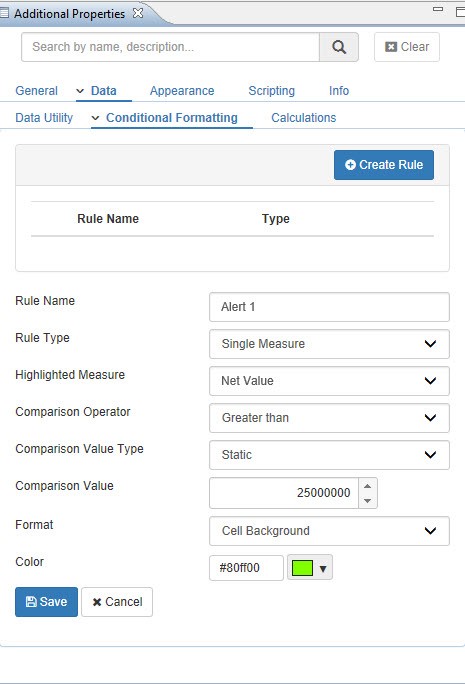 Additional Properties
Search by name, description...
Clear
General Data Appearance Scripting Info
Data Utility Conditional Formatting Calculations
Create Rule
Rule Name Type
Rule Name Alert 1
Rule Type Single Measure
Highlighted Measure Net Value
Comparison Operator Greater than
Comparison Value Type Static
Comparison Value 25000000
Format Cell Background
Color #80ff00
Save Cancel